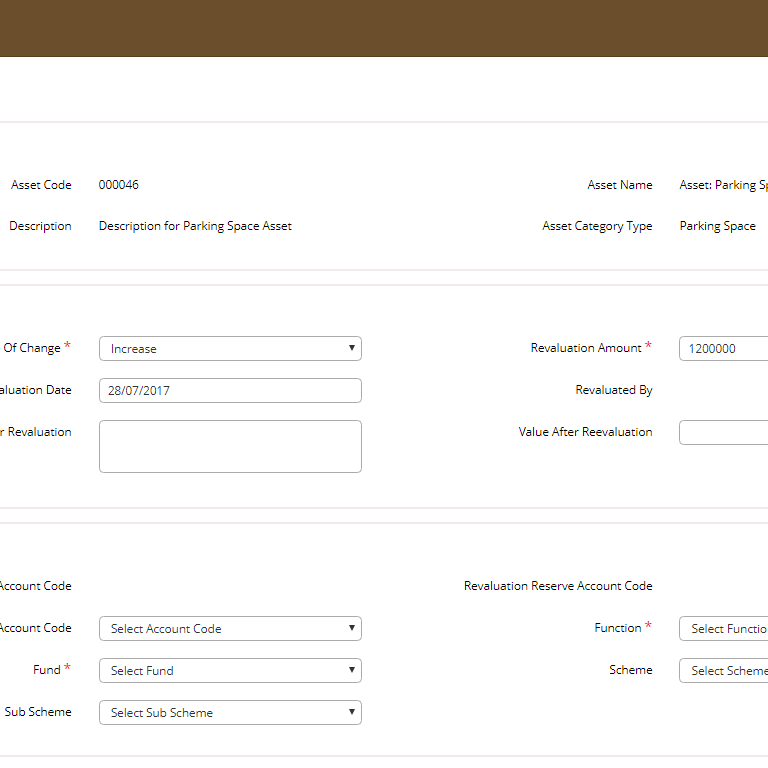 Asset Code 000046 Asset Name Asset: Parking
Description Description for Parking Space Asset Asset Category Type Parking Space
Of Change * Increase Revaluation Amount * 1200000
Date 28/07/2017 Revaluated By
Revaluation Value After Reevaluation
Account Code Revaluation Reserve Account Code
Account Code Select Account Code Function * Select
Fund * Select Fund Scheme Select Scheme
Sub Scheme Select Sub Scheme